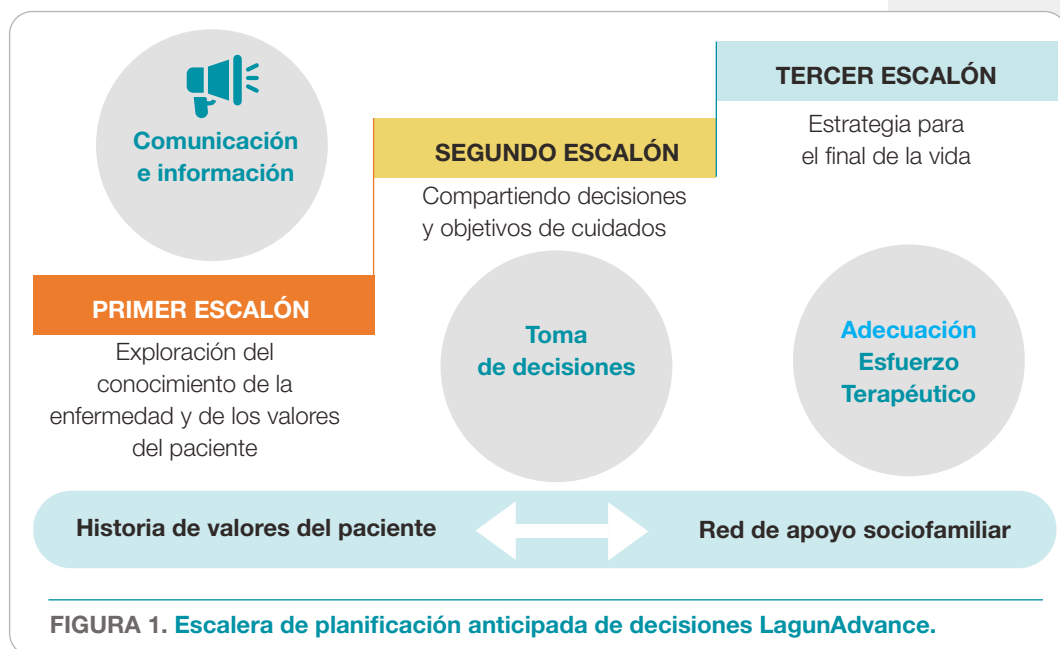 Comunicación
e información
PRIMER ESCALÓN
Exploración del
conocimiento de la
enfermedad y de los valores
del paciente
SEGUNDO ESCALÓN
Compartiendo decisiones
y objetivos de cuidados
Toma
de decisiones
TERCER ESCALÓN
Estrategia para
el final de la vida
Adecuación
Esfuerzo
Terapéutico
Historia de valores del paciente
Red de apoyo sociofamiliar
FIGURA 1. Escalera de planificación anticipada de decisiones LagunAdvance.